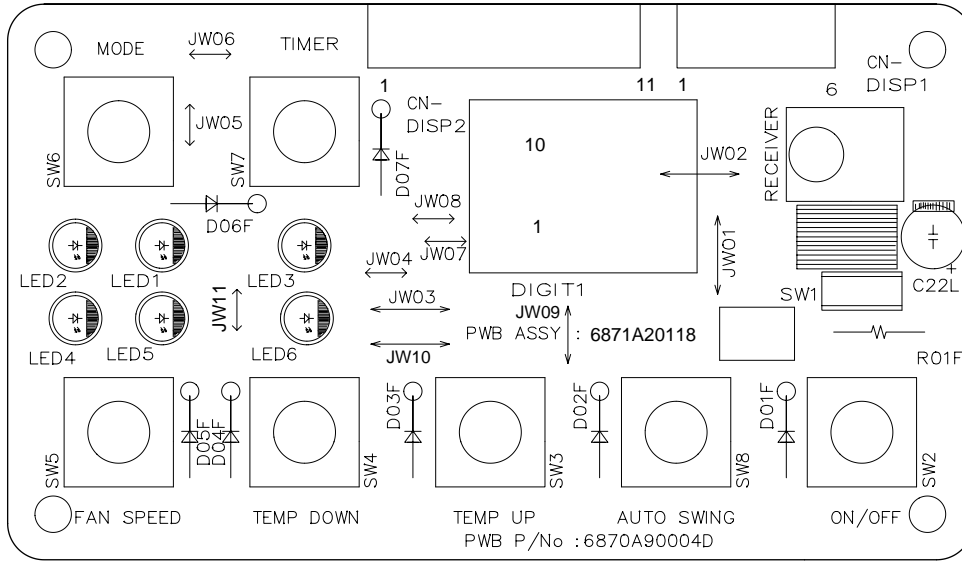 MODE
JW06
TIMER
CN-
DISP1
1
11
1
6
CN-
DISP2
JW05
SW6
SW7
D07F
10
JW02
RECEIVER
D06F
JW08
1
JW07
JW01
LED2
LED1
LED3
JW04
C22L
+
JW11
JW03
DIGIT1
SW1
JW09
PWB ASSY : 6871A20118
LED4
LED5
LED6
JW10
R01F
D05F
D04F
D03F
D02F
D01F
SW5
SW4
SW3
SW8
SW2
FAN SPEED
TEMP DOWN
TEMP UP
AUTO SWING
ON/OFF
PWB P/No :6870A90004D